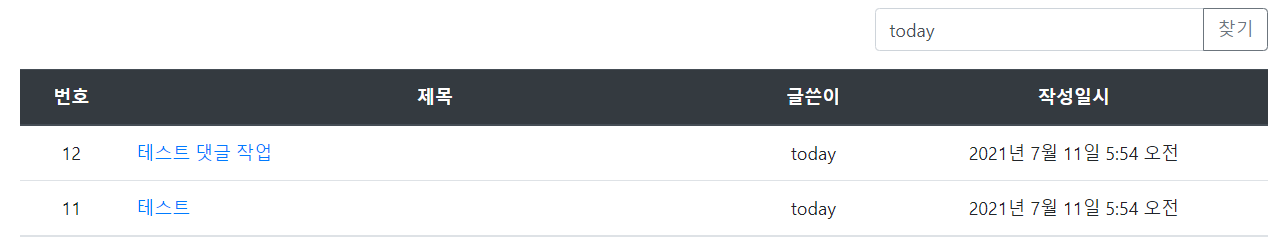 today 찾기
번호 제목 글쓴이 작성일시
12 테스트 댓글 작업 today 2021년 7월 11일 5:54 오전
11 테스트 today 2021년 7월 11일 5:54 오전